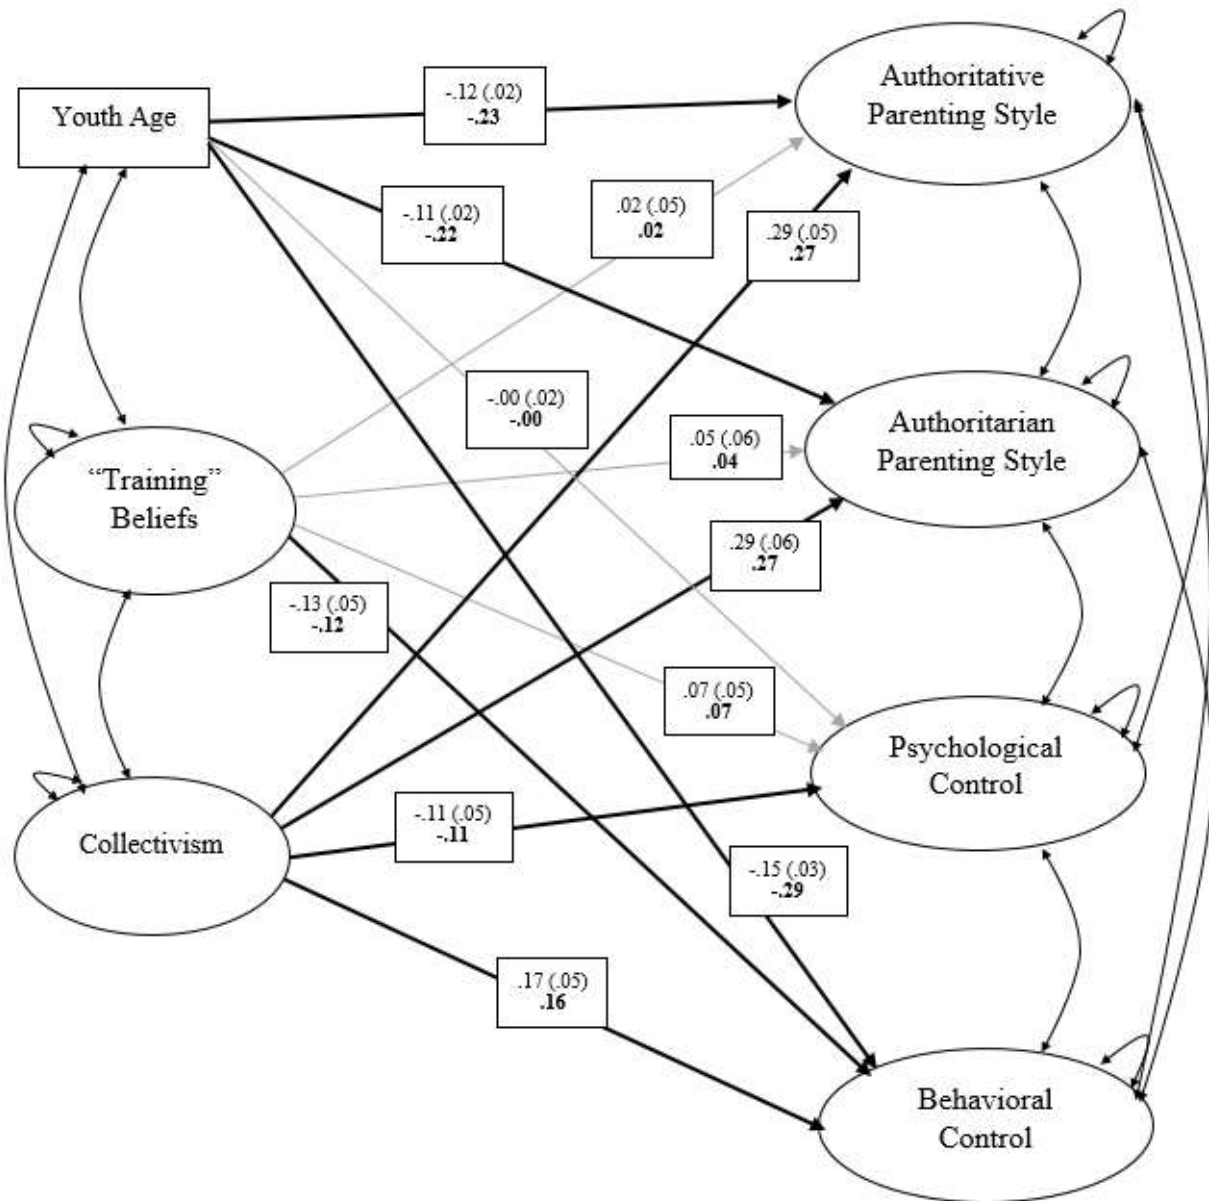 Youth Age
"Training"
Beliefs
Collectivism
-.12 (.02)
-.23
-.11 (.02)
-.22
.02 (.05)
.02
.29 (.05)
.27
-.00 (.02)
-.00
.05 (.06)
.04
.29 (.06)
.27
-.13 (.05)
-.12
.07 (.05)
.07
-.11 (.05)
-.11
-.15 (.03)
-.29
.17 (.05)
.16
Authoritative
Parenting Style
Authoritarian
Parenting Style
Psychological
Control
Behavioral
Control